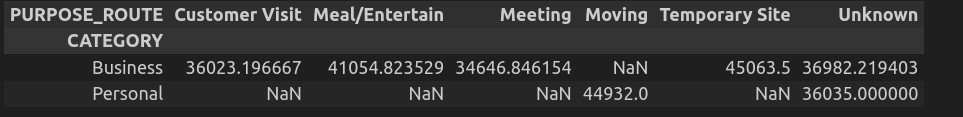 PURPOSE_ROUTE Customer Visit Meal/Entertain Meeting Moving Temporary Site Unknown
CATEGORY
Business 36023.196667 41054.823529 34646.846154 NaN 45063.5 36982.219403
Personal NaN NaN NaN 44932.0 NaN 36035.000000